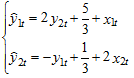 ŷ₁ₜ = 2 y₂ₜ + 5/3 + x₁ₜ
ŷ₂ₜ = −y₁ₜ + 1/3 + 2 x₂ₜ